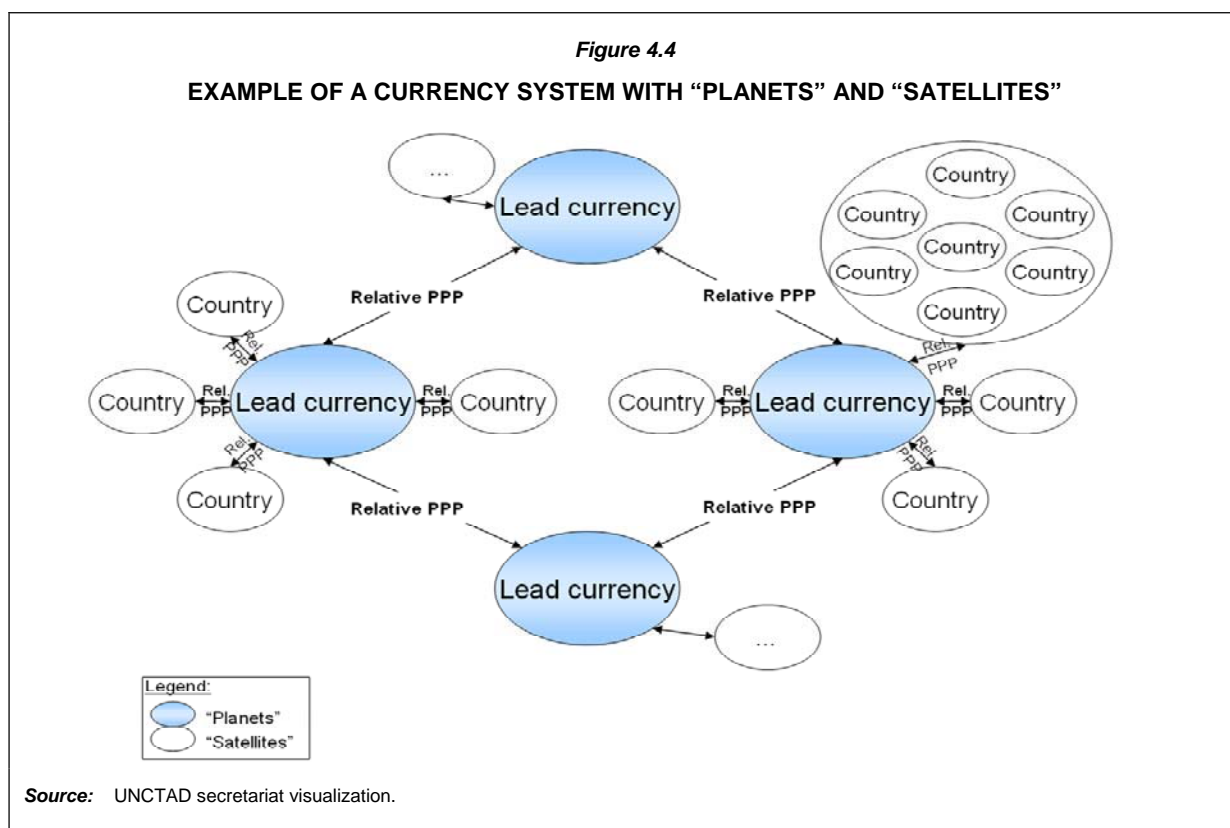 Figure 4.4
EXAMPLE OF A CURRENCY SYSTEM WITH “PLANETS” AND “SATELLITES”
...
Lead currency
Country
Country
Country
Country
Country
Country
Country
Relative PPP
Relative PPP
Country
Rel.
PPP
Rel.
PPP
Country
Rel.
PPP
Lead currency
Rel.
PPP
Country
Country
Rel.
PPP
Lead currency
Rel.
PPP
Country
Rel.
PPP
Country
Rel.
PPP
Country
Relative PPP
Relative PPP
Lead currency
...
Legend:
“Planets”
“Satellites”
Source: UNCTAD secretariat visualization.